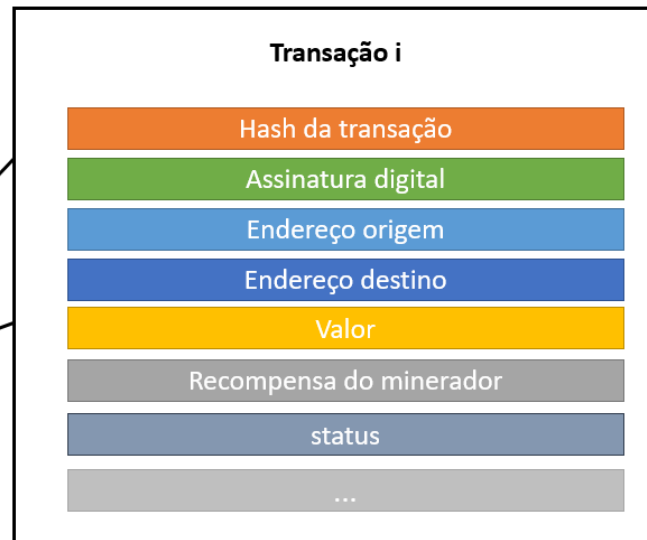 Transação i
Hash da transação
Assinatura digital
Endereço origem
Endereço destino
Valor
Recompensa do minerador
status
...